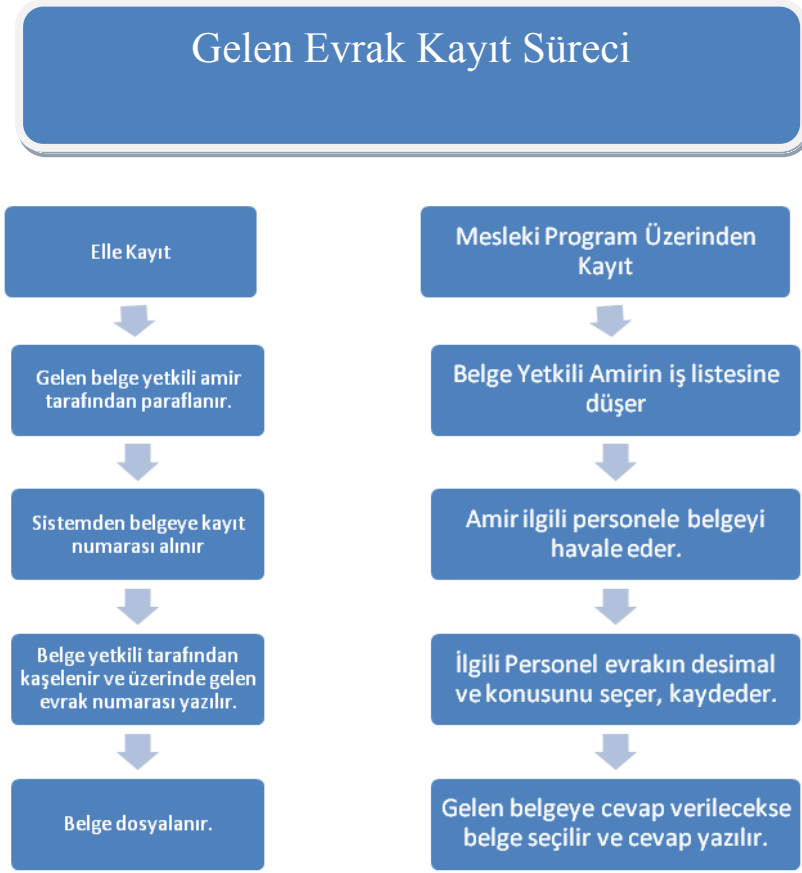 Gelen Evrak Kayıt Süreci
Elle Kayıt
Gelen belge yetkili amir
tarafından paraflanır.
Sistemden belgeye kayıt
numarası alınır
Belge yetkili tarafından
kaşelenir ve üzerinde gelen
evrak numarası yazılır.
Belge dosyalanır.
Mesleki Program Üzerinden
Kayıt
Belge Yetkili Amirin iş listesine
düşer
Amir ilgili personele belgeyi
havale eder.
İlgili Personel evrakın desimal
ve konusunu seçer, kaydeder.
Gelen belgeye cevap verilecekse
belge seçilir ve cevap yazılır.